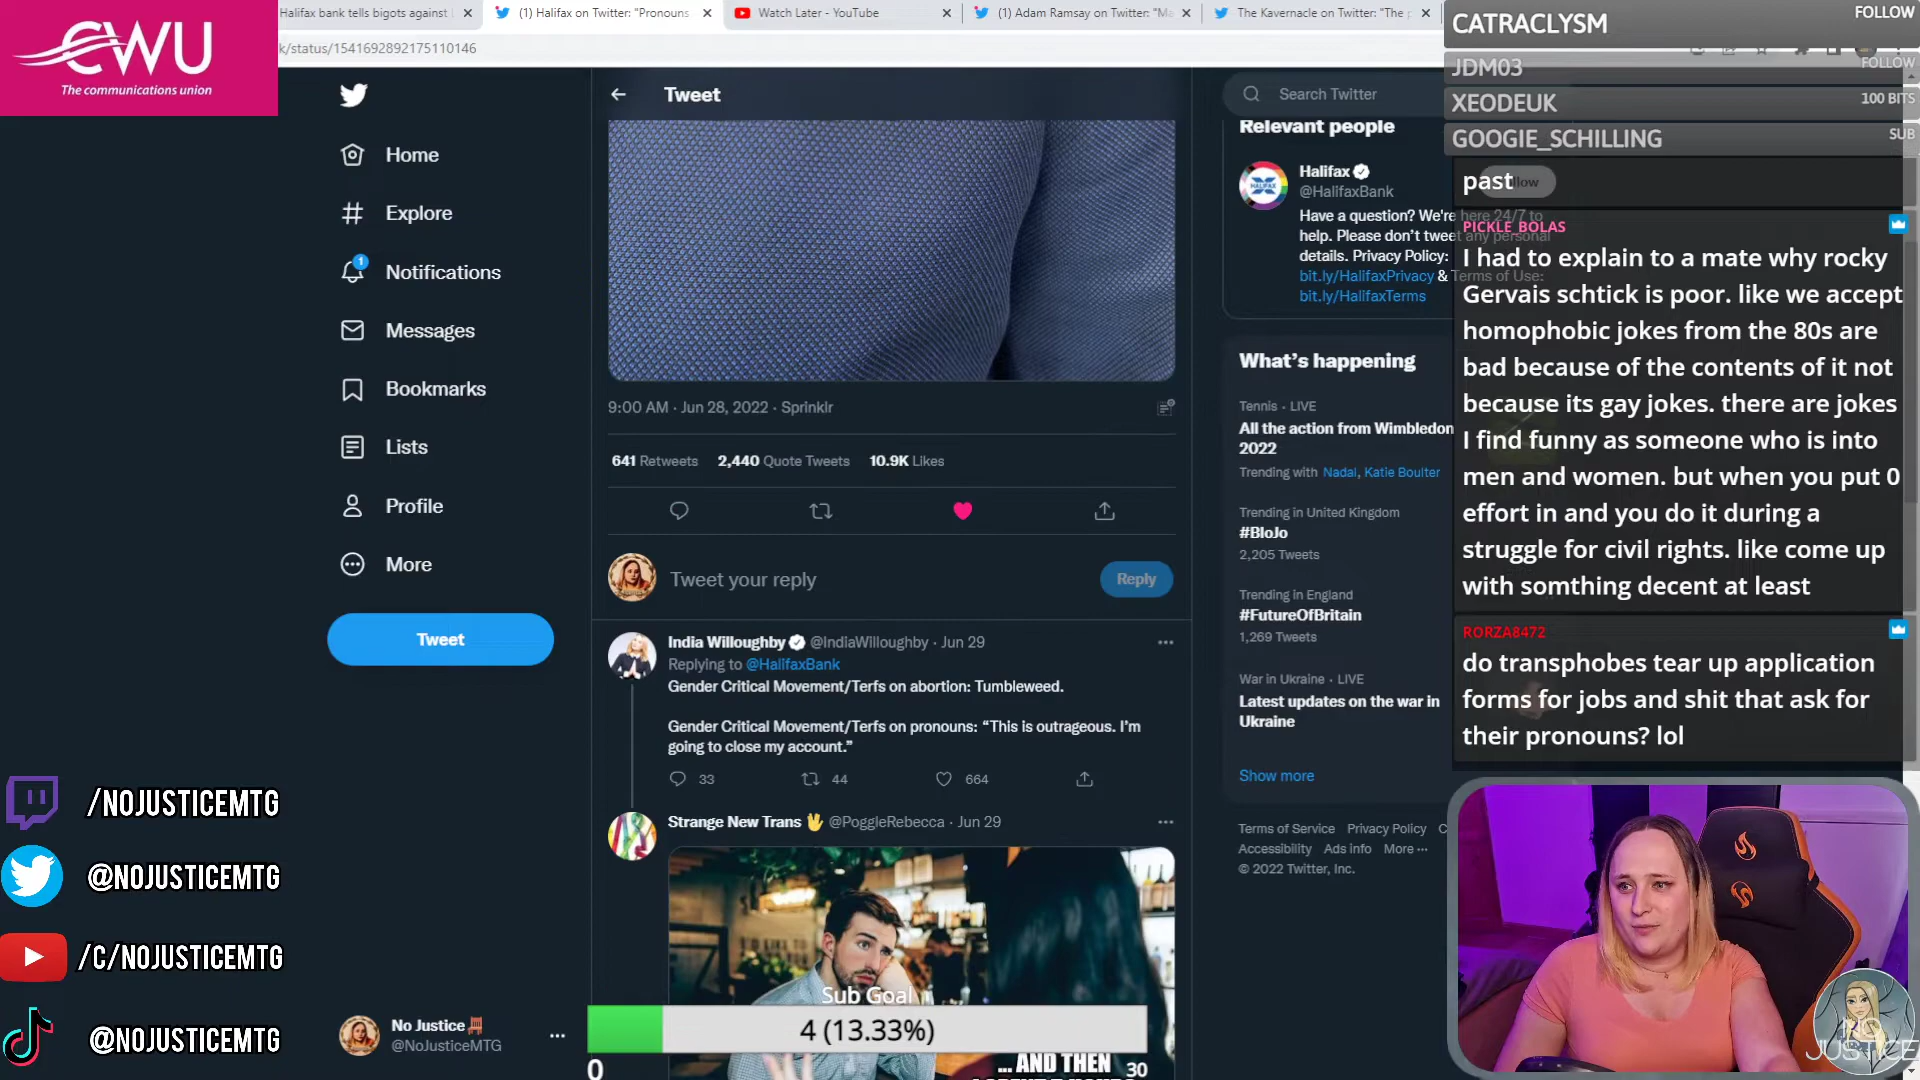 CWU
The communications union
Halifax bank tells bigots against
(1) Halifax on Twitter: "Pronouns
Watch Later - YouTube
(1) Adam Ramsay on Twitter: "Ma
The Kavernacle on Twitter: "The p
k/status/1541692892175110146
Home
Explore
1
Notifications
Messages
Bookmarks
Lists
Profile
More
Tweet
No Justice
@NoJusticeMTG
/NOJUSTICEMTG
@NOJUSTICEMTG
/C/NOJUSTICEMTG
@NOJUSTICEMTG
Tweet
9:00 AM · Jun 28, 2022 · Sprinklr
641 Retweets 2,440 Quote Tweets 10.9K Likes
Tweet your reply
Reply
India Willoughby @IndiaWilloughby · Jun 29
Replying to @HalifaxBank
Gender Critical Movement/Terfs on abortion: Tumbleweed.
Gender Critical Movement/Terfs on pronouns: “This is outrageous. I’m
going to close my account.”
33 44 664
Strange New Trans @PoggleRebecca · Jun 29
Sub Goal
4 (13.33%)
0
30
... AND THEN
Search Twitter
Relevant people
Halifax
@HalifaxBank
HALIFAX
Have a question? We're here 24/7 to
help. Please don’t tweet any personal
details. Privacy Policy:
bit.ly/HalifaxPrivacy & Terms of Use:
bit.ly/HalifaxTerms
What’s happening
Tennis · LIVE
All the action from Wimbledon
2022
Trending with Nadal, Katie Boulter
Trending in United Kingdom
#BloJo
2,205 Tweets
Trending in England
#FutureOfBritain
1,269 Tweets
War in Ukraine · LIVE
Latest updates on the war in
Ukraine
Show more
Terms of Service Privacy Policy C
Accessibility Ads info More
© 2022 Twitter, Inc.
CATRACLYSM FOLLOW
JDM03 FOLLOW
XEODEUK 100 BITS
GOOGIE_SCHILLING SUB
past
PICKLE_BOLAS
I had to explain to a mate why rocky
Gervais schtick is poor. like we accept
homophobic jokes from the 80s are
bad because of the contents of it not
because its gay jokes. there are jokes
I find funny as someone who is into
men and women. but when you put 0
effort in and you do it during a
struggle for civil rights. like come up
with somthing decent at least
RORZA8472
do transphobes tear up application
forms for jobs and shit that ask for
their pronouns? lol
NO
JUSTICE